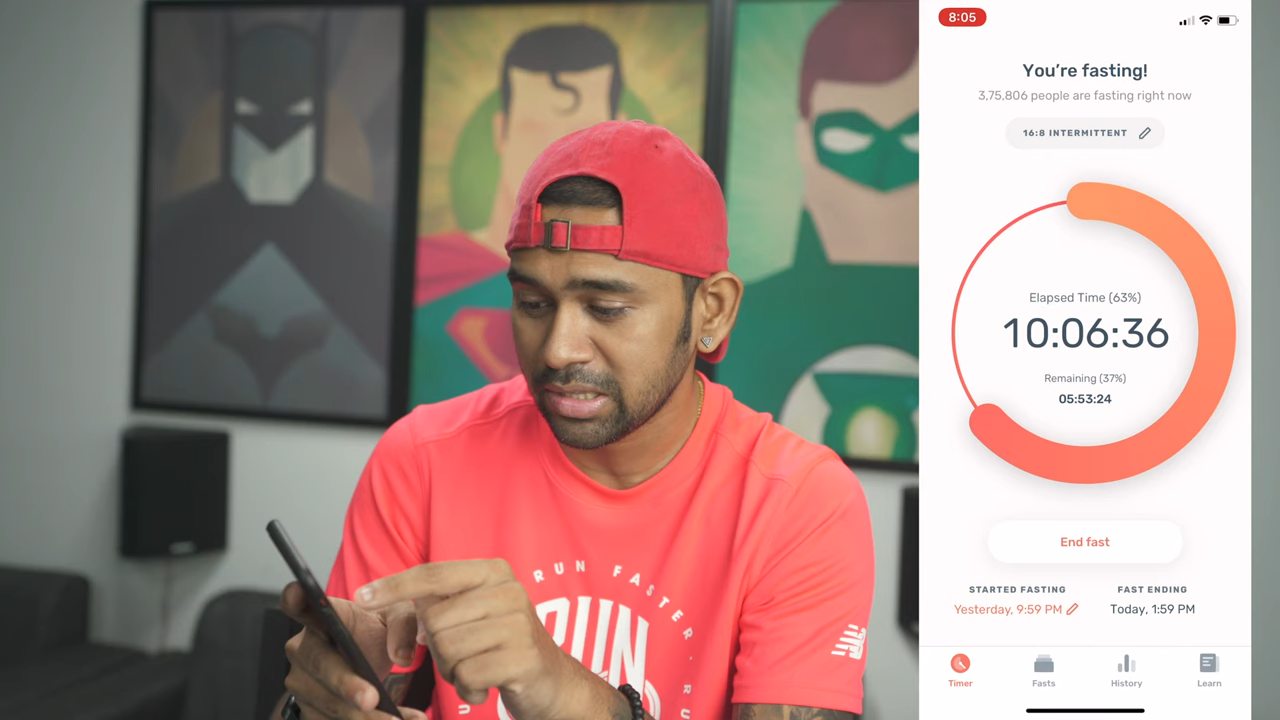 8:05
You're fasting!
3,75,806 people are fasting right now
16:8 INTERMITTENT
Elapsed Time (63%)
10:06:36
Remaining (37%)
05:53:24
End fast
STARTED FASTING
Yesterday, 9:59 PM
FAST ENDING
Today, 1:59 PM
Timer
Fasts
History
Learn
RUN FASTER
RUN